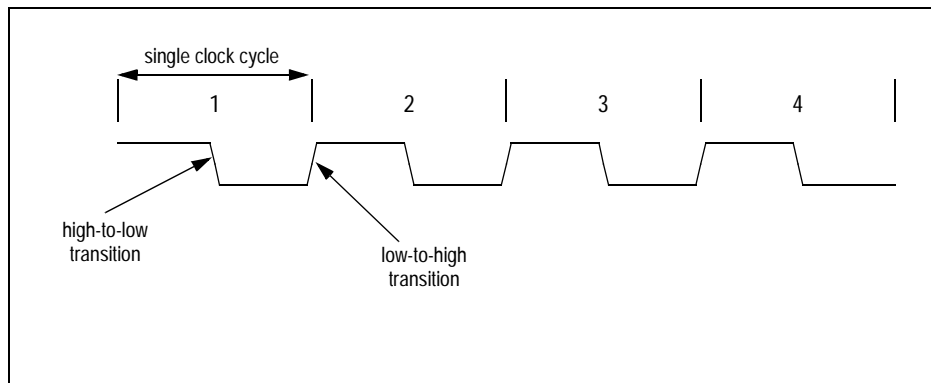 single clock cycle
1 2 3 4
high-to-low
transition
low-to-high
transition